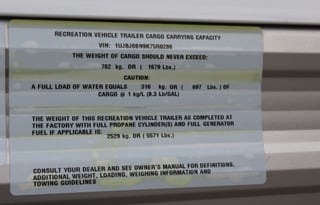 RECREATION VEHICLE TRAILER CARGO CARRYING CAPACITY
VIN: 1UJBJ0BN9K75R0295
THE WEIGHT OF CARGO SHOULD NEVER EXCEED:
762 kg. OR ( 1679 Lbs.)
CAUTION:
A FULL LOAD OF WATER EQUALS 316 kg. OR ( 697 Lbs. ) OF
CARGO @ 1 kg/L (8.3 Lb/GAL)
THE WEIGHT OF THIS RECREATION VEHICLE TRAILER AS COMPLETED AT
THE FACTORY WITH FULL PROPANE CYLINDER(S) AND FULL GENERATOR
FUEL IF APPLICABLE IS:
2529 kg. OR ( 5571 Lbs.)
CONSULT YOUR DEALER AND SEE OWNER'S MANUAL FOR DEFINITIONS,
ADDITIONAL WEIGHT, LOADING, WEIGHING INFORMATION AND
TOWING GUIDELINES